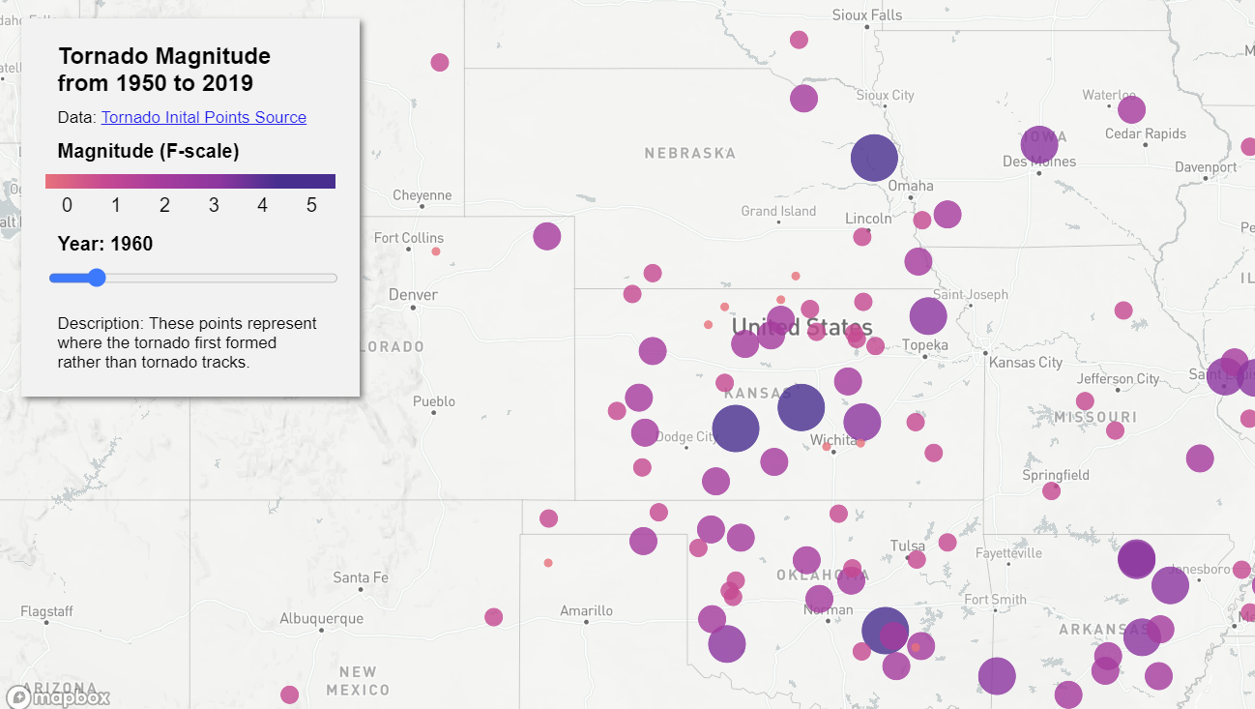 Tornado Magnitude
from 1950 to 2019
Data: Tornado Inital Points Source
Magnitude (F-scale)
0 1 2 3 4 5
Year: 1960
Description: These points represent
where the tornado first formed
rather than tornado tracks.
Sioux Falls
Sioux City
Waterloo
IOWA
Cedar Rapids
NEBRASKA
Des Moines
Davenport
Omaha
Cheyenne
Grand Island
Lincoln
Fort Collins
Denver
Saint Joseph
United States
Topeka
Kansas City
ORADO
Jefferson City
Saint Louis
KANSAS
Pueblo
MISSOURI
Dodge City
Wichita
Springfield
Tulsa
Fayetteville
Jonesboro
OKLAHOMA
Santa Fe
Fort Smith
Flagstaff
Albuquerque
Amarillo
Norman
ARKANSAS
NEW
MEXICO
ARIZONA
mapbox